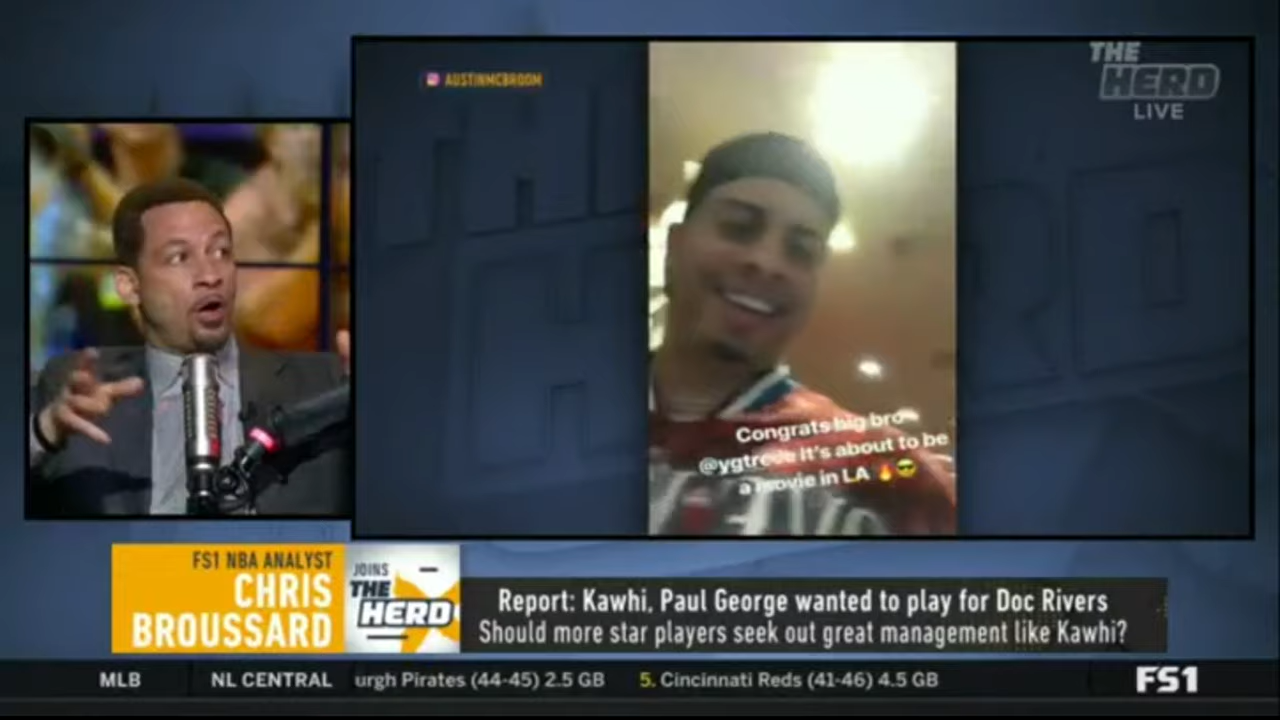 AUSTINMCBROOM
THE
HERD
LIVE
Congrats big bro
it's about to be
a movie in LA 🔥😎
FS1 NBA ANALYST
CHRIS
BROUSSARD
JOINS
THE
HERD
Report: Kawhi, Paul George wanted to play for Doc Rivers
Should more star players seek out great management like Kawhi?
MLB
NL CENTRAL
urgh Pirates (44-45) 2.5 GB
5. Cincinnati Reds (41-46) 4.5 GB
FS1